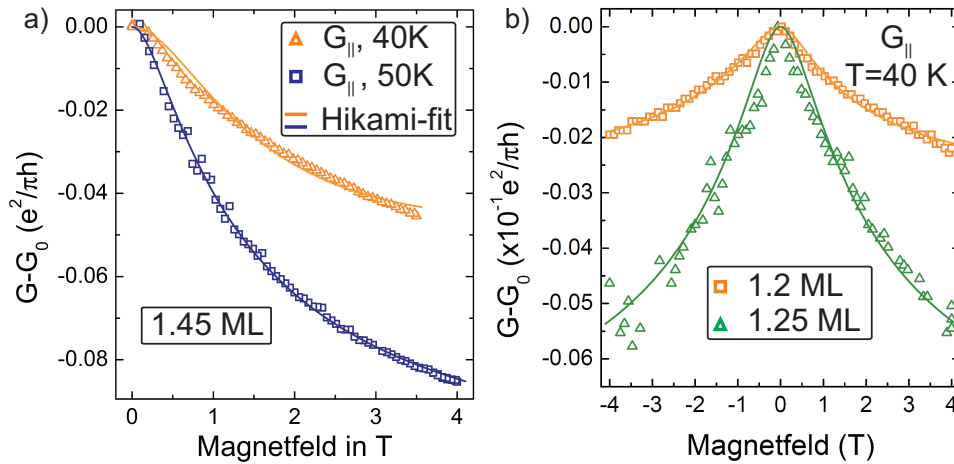 a)
G-G₀ (e²/πh)
0.00
-0.02
-0.04
-0.06
-0.08
G||, 40K
G||, 50K
Hikami-fit
1.45 ML
0 1 2 3 4
Magnetfeld in T
b)
G-G₀ (x10⁻¹e²/πh)
0.00
-0.01
-0.02
-0.03
-0.04
-0.05
-0.06
G||
T=40 K
1.2 ML
1.25 ML
-4 -3 -2 -1 0 1 2 3 4
Magnetfeld (T)